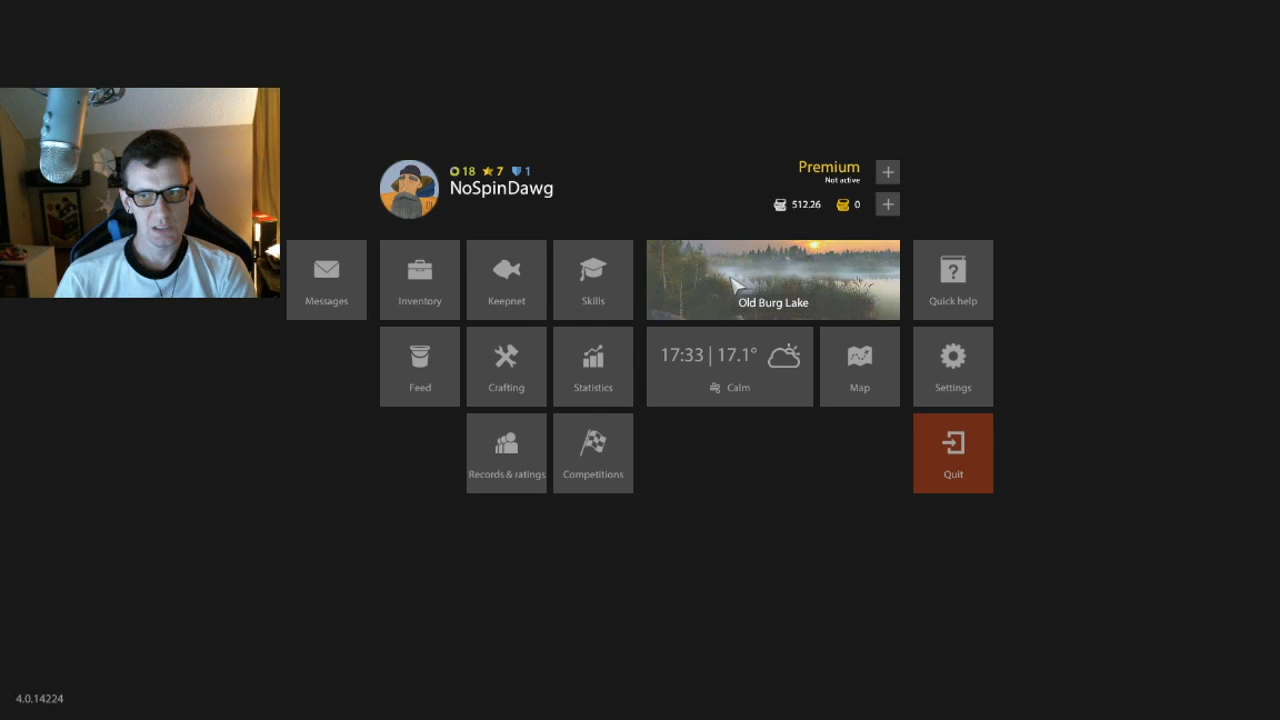 18 7 1
NoSpinDawg
Premium
Not active
512.26 0
Messages
Inventory
Keepnet
Skills
Old Burg Lake
Quick help
Feed
Crafting
Statistics
17:33 | 17.1°
Calm
Map
Settings
Records & ratings
Competitions
Quit
4.0.14224